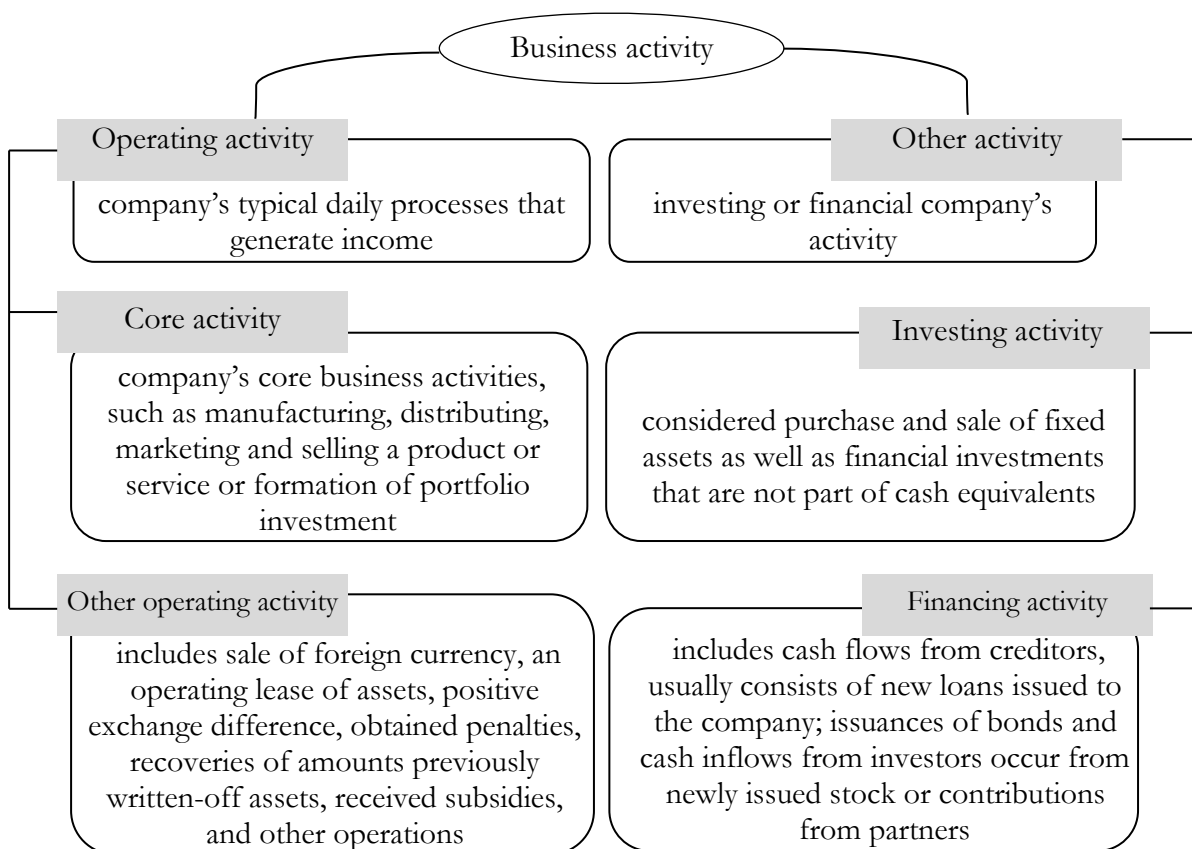 Business activity
Operating activity
company’s typical daily processes that
generate income
Other activity
investing or financial company’s
activity
Core activity
company’s core business activities,
such as manufacturing, distributing,
marketing and selling a product or
service or formation of portfolio
investment
Investing activity
considered purchase and sale of fixed
assets as well as financial investments
that are not part of cash equivalents
Other operating activity
includes sale of foreign currency, an
operating lease of assets, positive
exchange difference, obtained penalties,
recoveries of amounts previously
written-off assets, received subsidies,
and other operations
Financing activity
includes cash flows from creditors,
usually consists of new loans issued to
the company; issuances of bonds and
cash inflows from investors occur from
newly issued stock or contributions
from partners